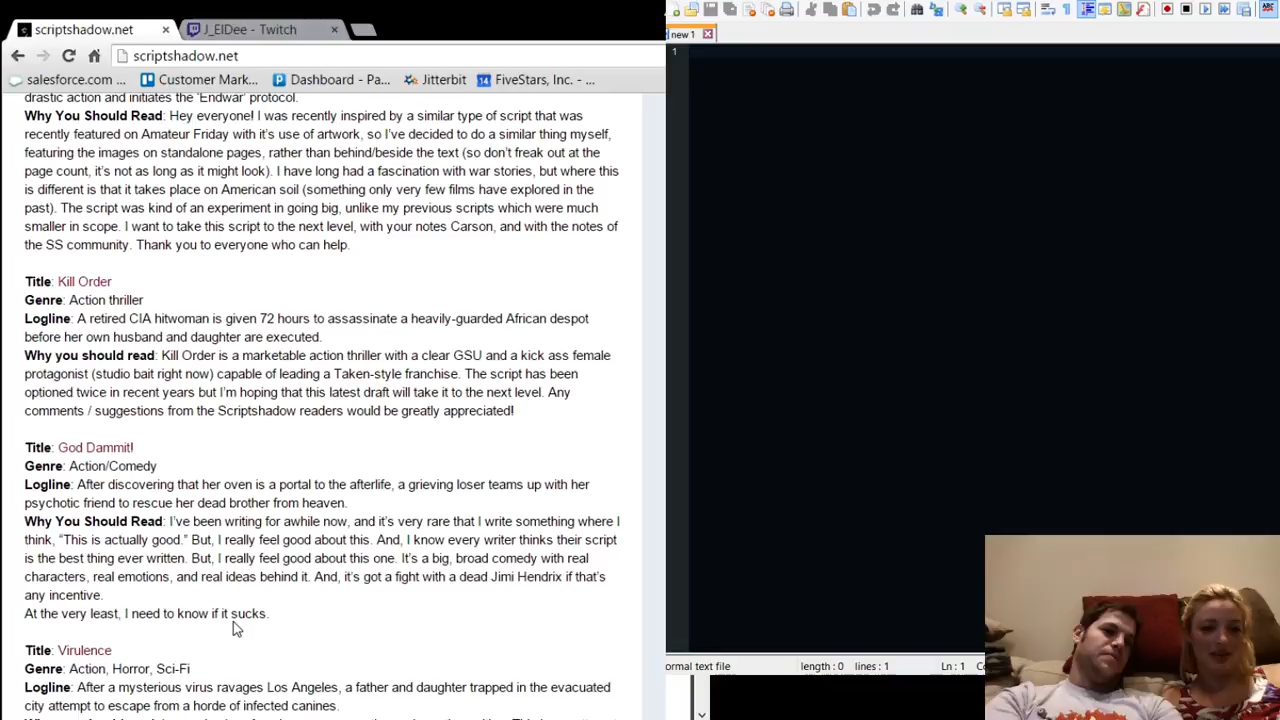 scriptshadow.net
J_ElDee - Twitch
scriptshadow.net
salesforce.com ...
Customer Mark...
Dashboard - Pa...
Jitterbit
14
FiveStars, Inc. - ...
drastic action and initiates the 'Endwar' protocol.
Why You Should Read: Hey everyone! I was recently inspired by a similar type of script that was
recently featured on Amateur Friday with it's use of artwork, so I've decided to do a similar thing myself,
featuring the images on standalone pages, rather than behind/beside the text (so don't freak out at the
page count, it's not as long as it might look). I have long had a fascination with war stories, but where this
is different is that it takes place on American soil (something only very few films have explored in the
past). The script was kind of an experiment in going big, unlike my previous scripts which were much
smaller in scope. I want to take this script to the next level, with your notes Carson, and with the notes of
the SS community. Thank you to everyone who can help.
Title: Kill Order
Genre: Action thriller
Logline: A retired CIA hitwoman is given 72 hours to assassinate a heavily-guarded African despot
before her own husband and daughter are executed.
Why you should read: Kill Order is a marketable action thriller with a clear GSU and a kick ass female
protagonist (studio bait right now) capable of leading a Taken-style franchise. The script has been
optioned twice in recent years but I'm hoping that this latest draft will take it to the next level. Any
comments / suggestions from the Scriptshadow readers would be greatly appreciated!
Title: God Dammit!
Genre: Action/Comedy
Logline: After discovering that her oven is a portal to the afterlife, a grieving loser teams up with her
psychotic friend to rescue her dead brother from heaven.
Why You Should Read: I've been writing for awhile now, and it's very rare that I write something where I
think, "This is actually good." But, I really feel good about this. And, I know every writer thinks their script
is the best thing ever written. But, I really feel good about this one. It's a big, broad comedy with real
characters, real emotions, and real ideas behind it. And, it's got a fight with a dead Jimi Hendrix if that's
any incentive.
At the very least, I need to know if it sucks.
Title: Virulence
Genre: Action, Horror, Sci-Fi
Logline: After a mysterious virus ravages Los Angeles, a father and daughter trapped in the evacuated
city attempt to escape from a horde of infected canines.
new 1
1
ormal text file
length : 0 lines : 1
Ln : 1